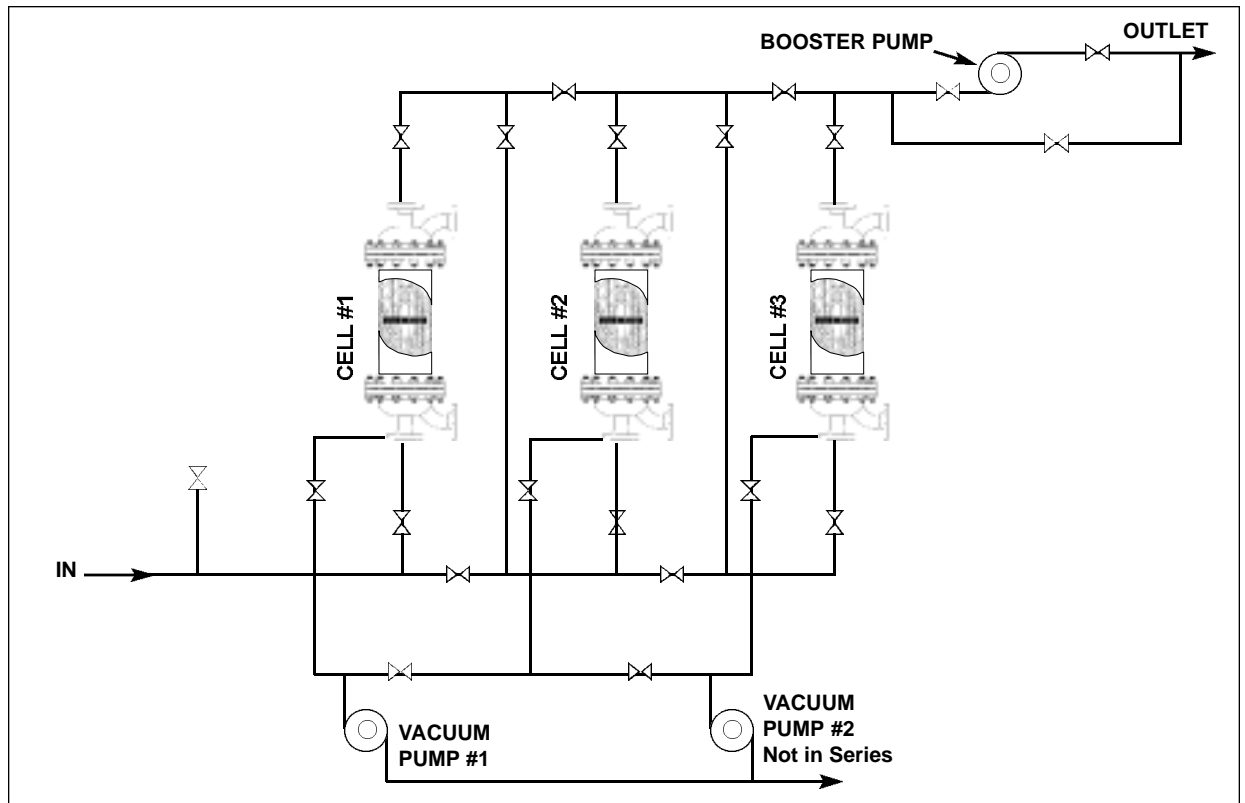 OUTLET
BOOSTER PUMP
CELL #1
CELL #2
CELL #3
IN
VACUUM
PUMP #1
VACUUM
PUMP #2
Not in Series